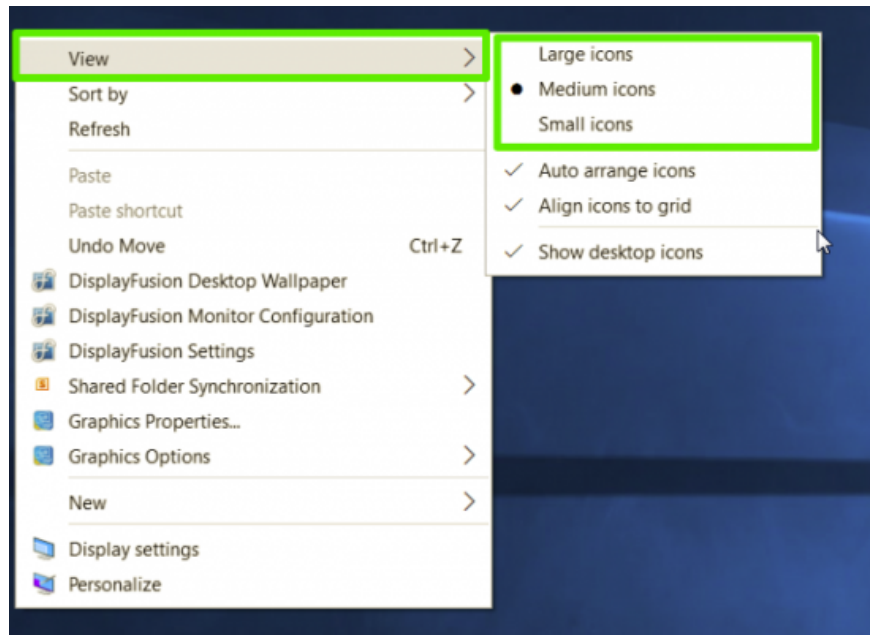 View
Sort by
Refresh
Paste
Paste shortcut
Undo Move Ctrl+Z
DisplayFusion Desktop Wallpaper
DisplayFusion Monitor Configuration
DisplayFusion Settings
Shared Folder Synchronization
Graphics Properties...
Graphics Options
New
Display settings
Personalize
Large icons
Medium icons
Small icons
Auto arrange icons
Align icons to grid
Show desktop icons